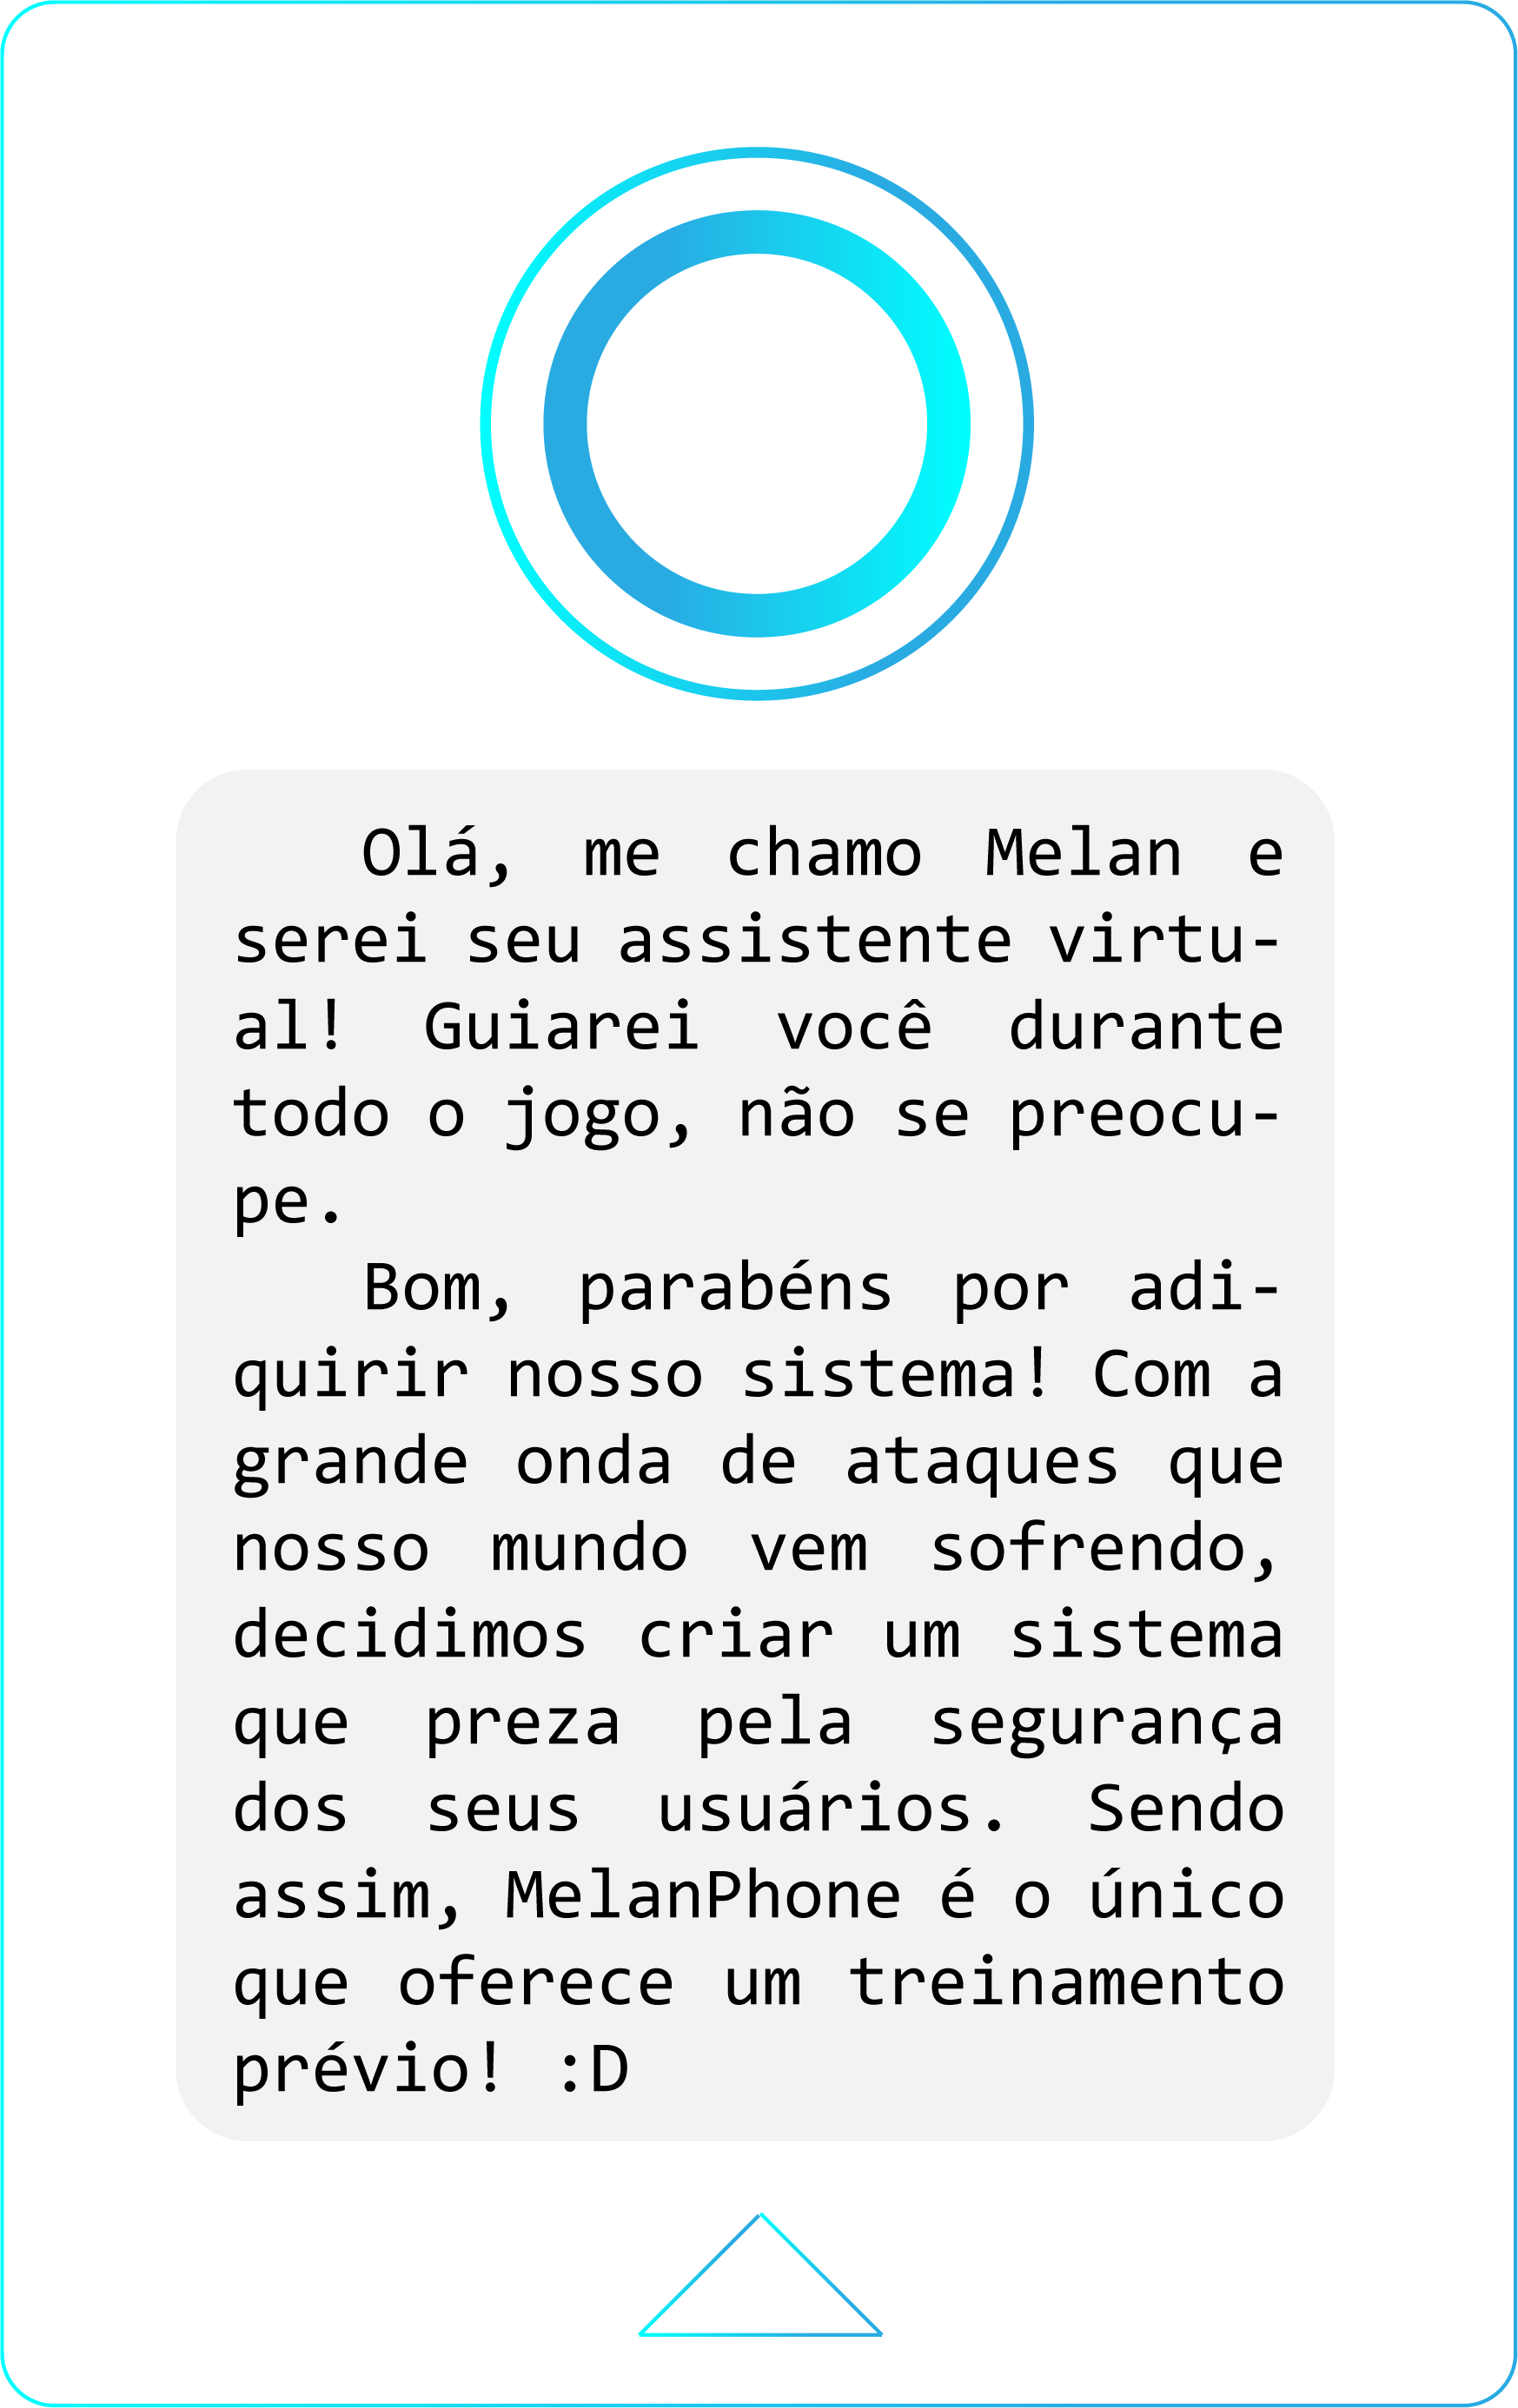 Olá, me chamo Melan e
serei seu assistente virtu-
al! Guiarei você durante
todo o jogo, não se preocu-
pe.
Bom, parabéns por adi-
quirir nosso sistema! Com a
grande onda de ataques que
nosso mundo vem sofrendo,
decidimos criar um sistema
que preza pela segurança
dos seus usuários. Sendo
assim, MelanPhone é o único
que oferece um treinamento
prévio! :D